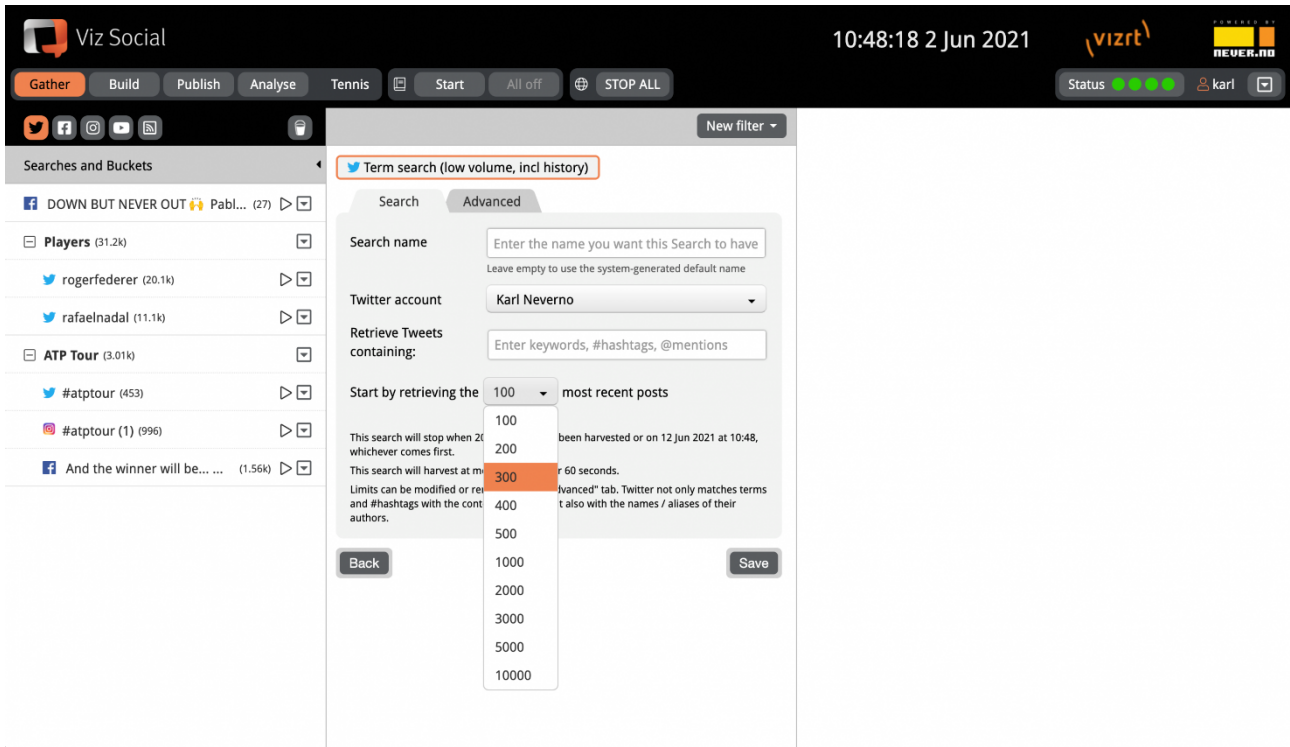 Viz Social
10:48:18 2 Jun 2021
vizrt
POWERED BY
NEVER.NO
Gather Build Publish Analyse Tennis Start All off STOP ALL Status karl
New filter
Searches and Buckets
Term search (low volume, incl history)
DOWN BUT NEVER OUT 🙌 Pabl... (27)
Players (31.2k)
rogerfederer (20.1k)
rafaelnadal (11.1k)
ATP Tour (3.01k)
#atptour (453)
#atptour (1) (996)
And the winner will be... ... (1.56k)
Search Advanced
Search name Enter the name you want this Search to have
Leave empty to use the system-generated default name
Twitter account Karl Neverno
Retrieve Tweets
containing: Enter keywords, #hashtags, @mentions
Start by retrieving the 100 most recent posts
100
200
300
400
500
1000
2000
3000
5000
10000
This search will stop when been harvested or on 12 Jun 2021 at 10:48,
whichever comes first.
This search will harvest at 60 seconds.
Limits can be modified or tab. Twitter not only matches terms
and #hashtags with the also with the names / aliases of their
authors.
Back Save